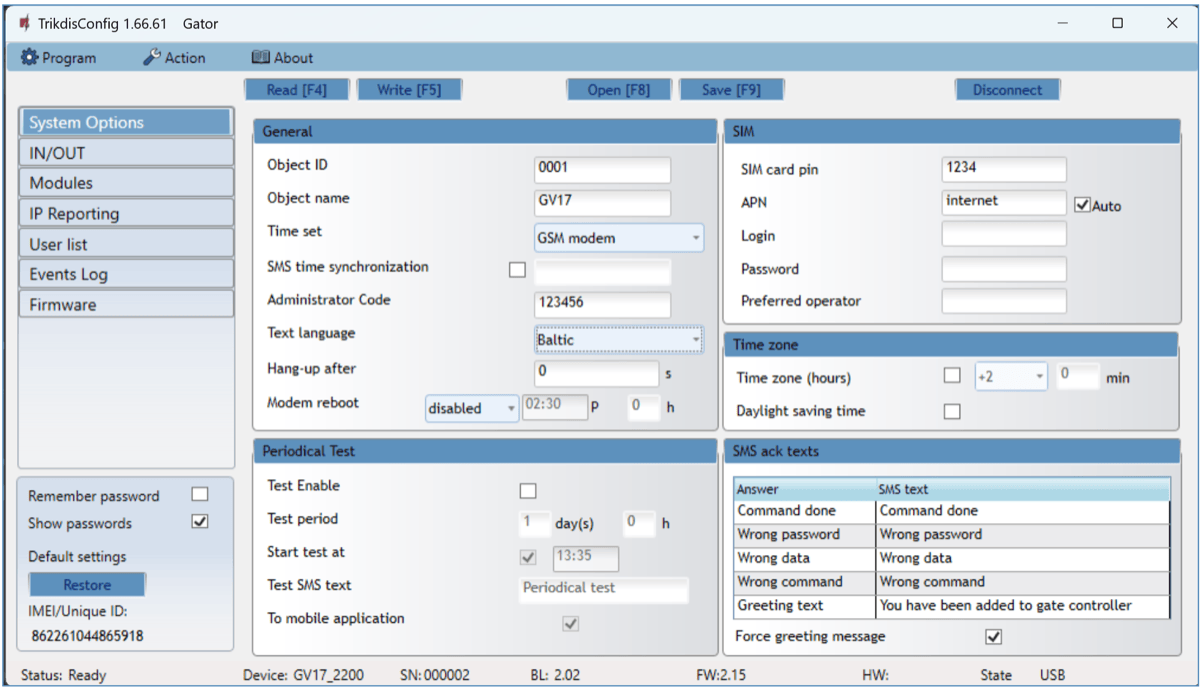 TrikdisConfig 1.66.61 Gator
Program Action About
Read [F4] Write [F5] Open [F8] Save [F9] Disconnect
System Options
IN/OUT
Modules
IP Reporting
User list
Events Log
Firmware
Remember password
Show passwords
Default settings
Restore
IMEI/Unique ID:
862261044865918
General
Object ID 0001
Object name GV17
Time set GSM modem
SMS time synchronization
Administrator Code 123456
Text language Baltic
Hang-up after 0 s
Modem reboot disabled 02:30 p 0 h
Periodical Test
Test Enable
Test period 1 day(s) 0 h
Start test at 13:35
Test SMS text Periodical test
To mobile application
SIM
SIM card pin 1234
APN internet Auto
Login
Password
Preferred operator
Time zone
Time zone (hours) +2 0 min
Daylight saving time
SMS ack texts
Answer SMS text
Command done Command done
Wrong password Wrong password
Wrong data Wrong data
Wrong command Wrong command
Greeting text You have been added to gate controller
Force greeting message
Status: Ready Device: GV17_2200 SN:000002 BL: 2.02 FW:2.15 HW: State USB